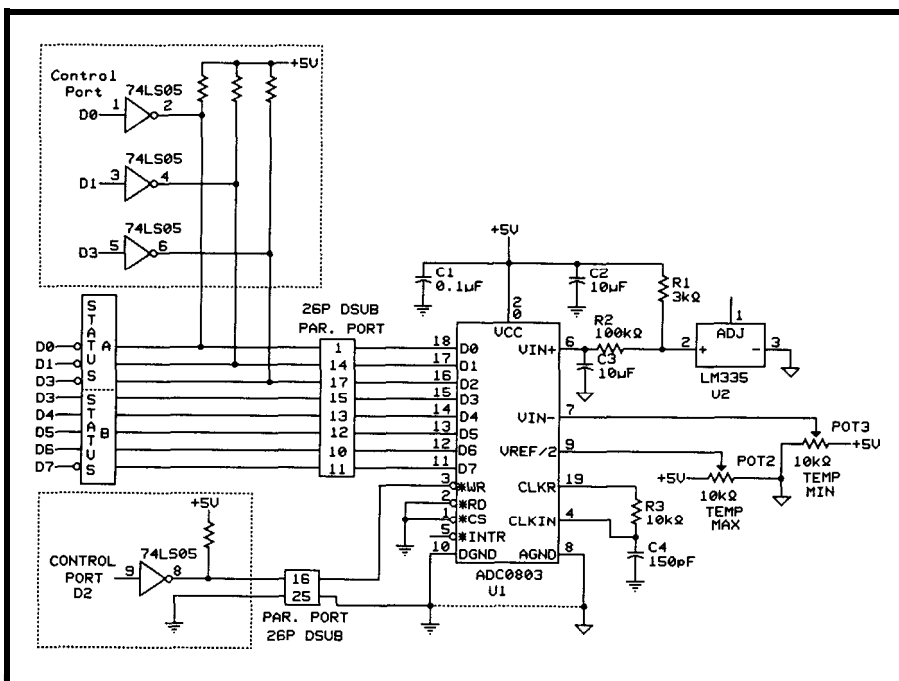 Control
Port
+5V
74LS05
D0 1 2
74LS05
D1 3 4
74LS05
D3 5 6
STATUS A
STATUS B
D0
D1
D3
D3
D4
D5
D6
D7
26P DSUB
PAR. PORT
1
14
17
15
13
12
10
11
+5V
C1
0.1µF
C2
10µF
R1
3kΩ
R2
100kΩ
C3
10µF
1
ADJ
2 + - 3
LM335
U2
20
VCC
18 D0
17 D1
16 D2
15 D3
14 D4
13 D5
12 D6
11 D7
3 *WR
2 *RD
1 *CS
5 *INTR
10 DGND
VIN+ 6
VIN- 7
VREF/2 9
CLKR 19
CLKIN 4
AGND 8
ADC0803
U1
POT3
+5V
10kΩ
TEMP
MIN
POT2
+5V
10kΩ
TEMP
MAX
R3
10kΩ
C4
150pF
+5V
74LS05
CONTROL
PORT
D2
9 8
16
25
PAR. PORT
26P DSUB